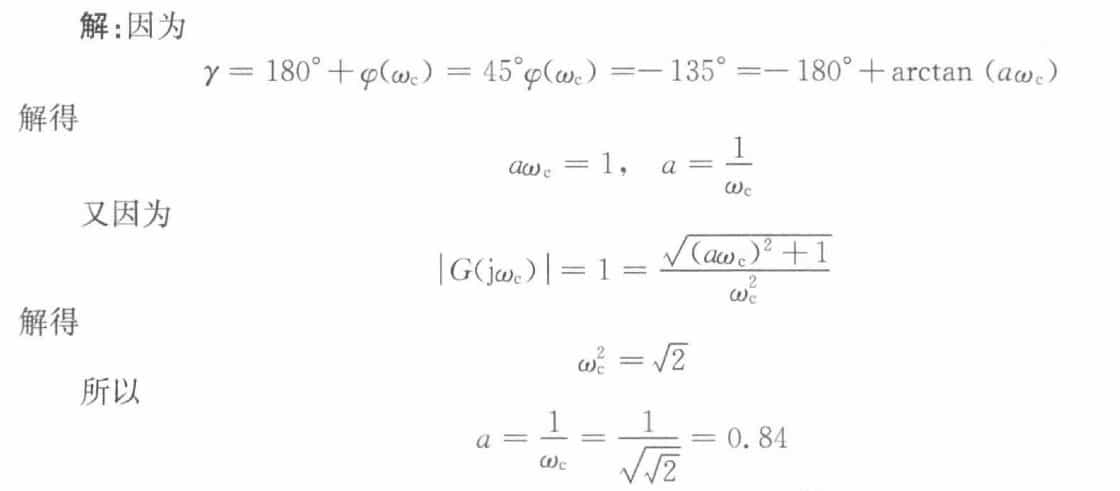 解:因为
γ = 180° + φ(ω_c) = 45°φ(ω_c) = −135° = −180° + arctan (aω_c)
解得
aω_c = 1, a = 1/ω_c
又因为
|G(jω_c)| = 1 = √((aω_c)² + 1)/ω_c²
解得
ω_c² = √2
所以
a = 1/ω_c = 1/√(√2) = 0.84